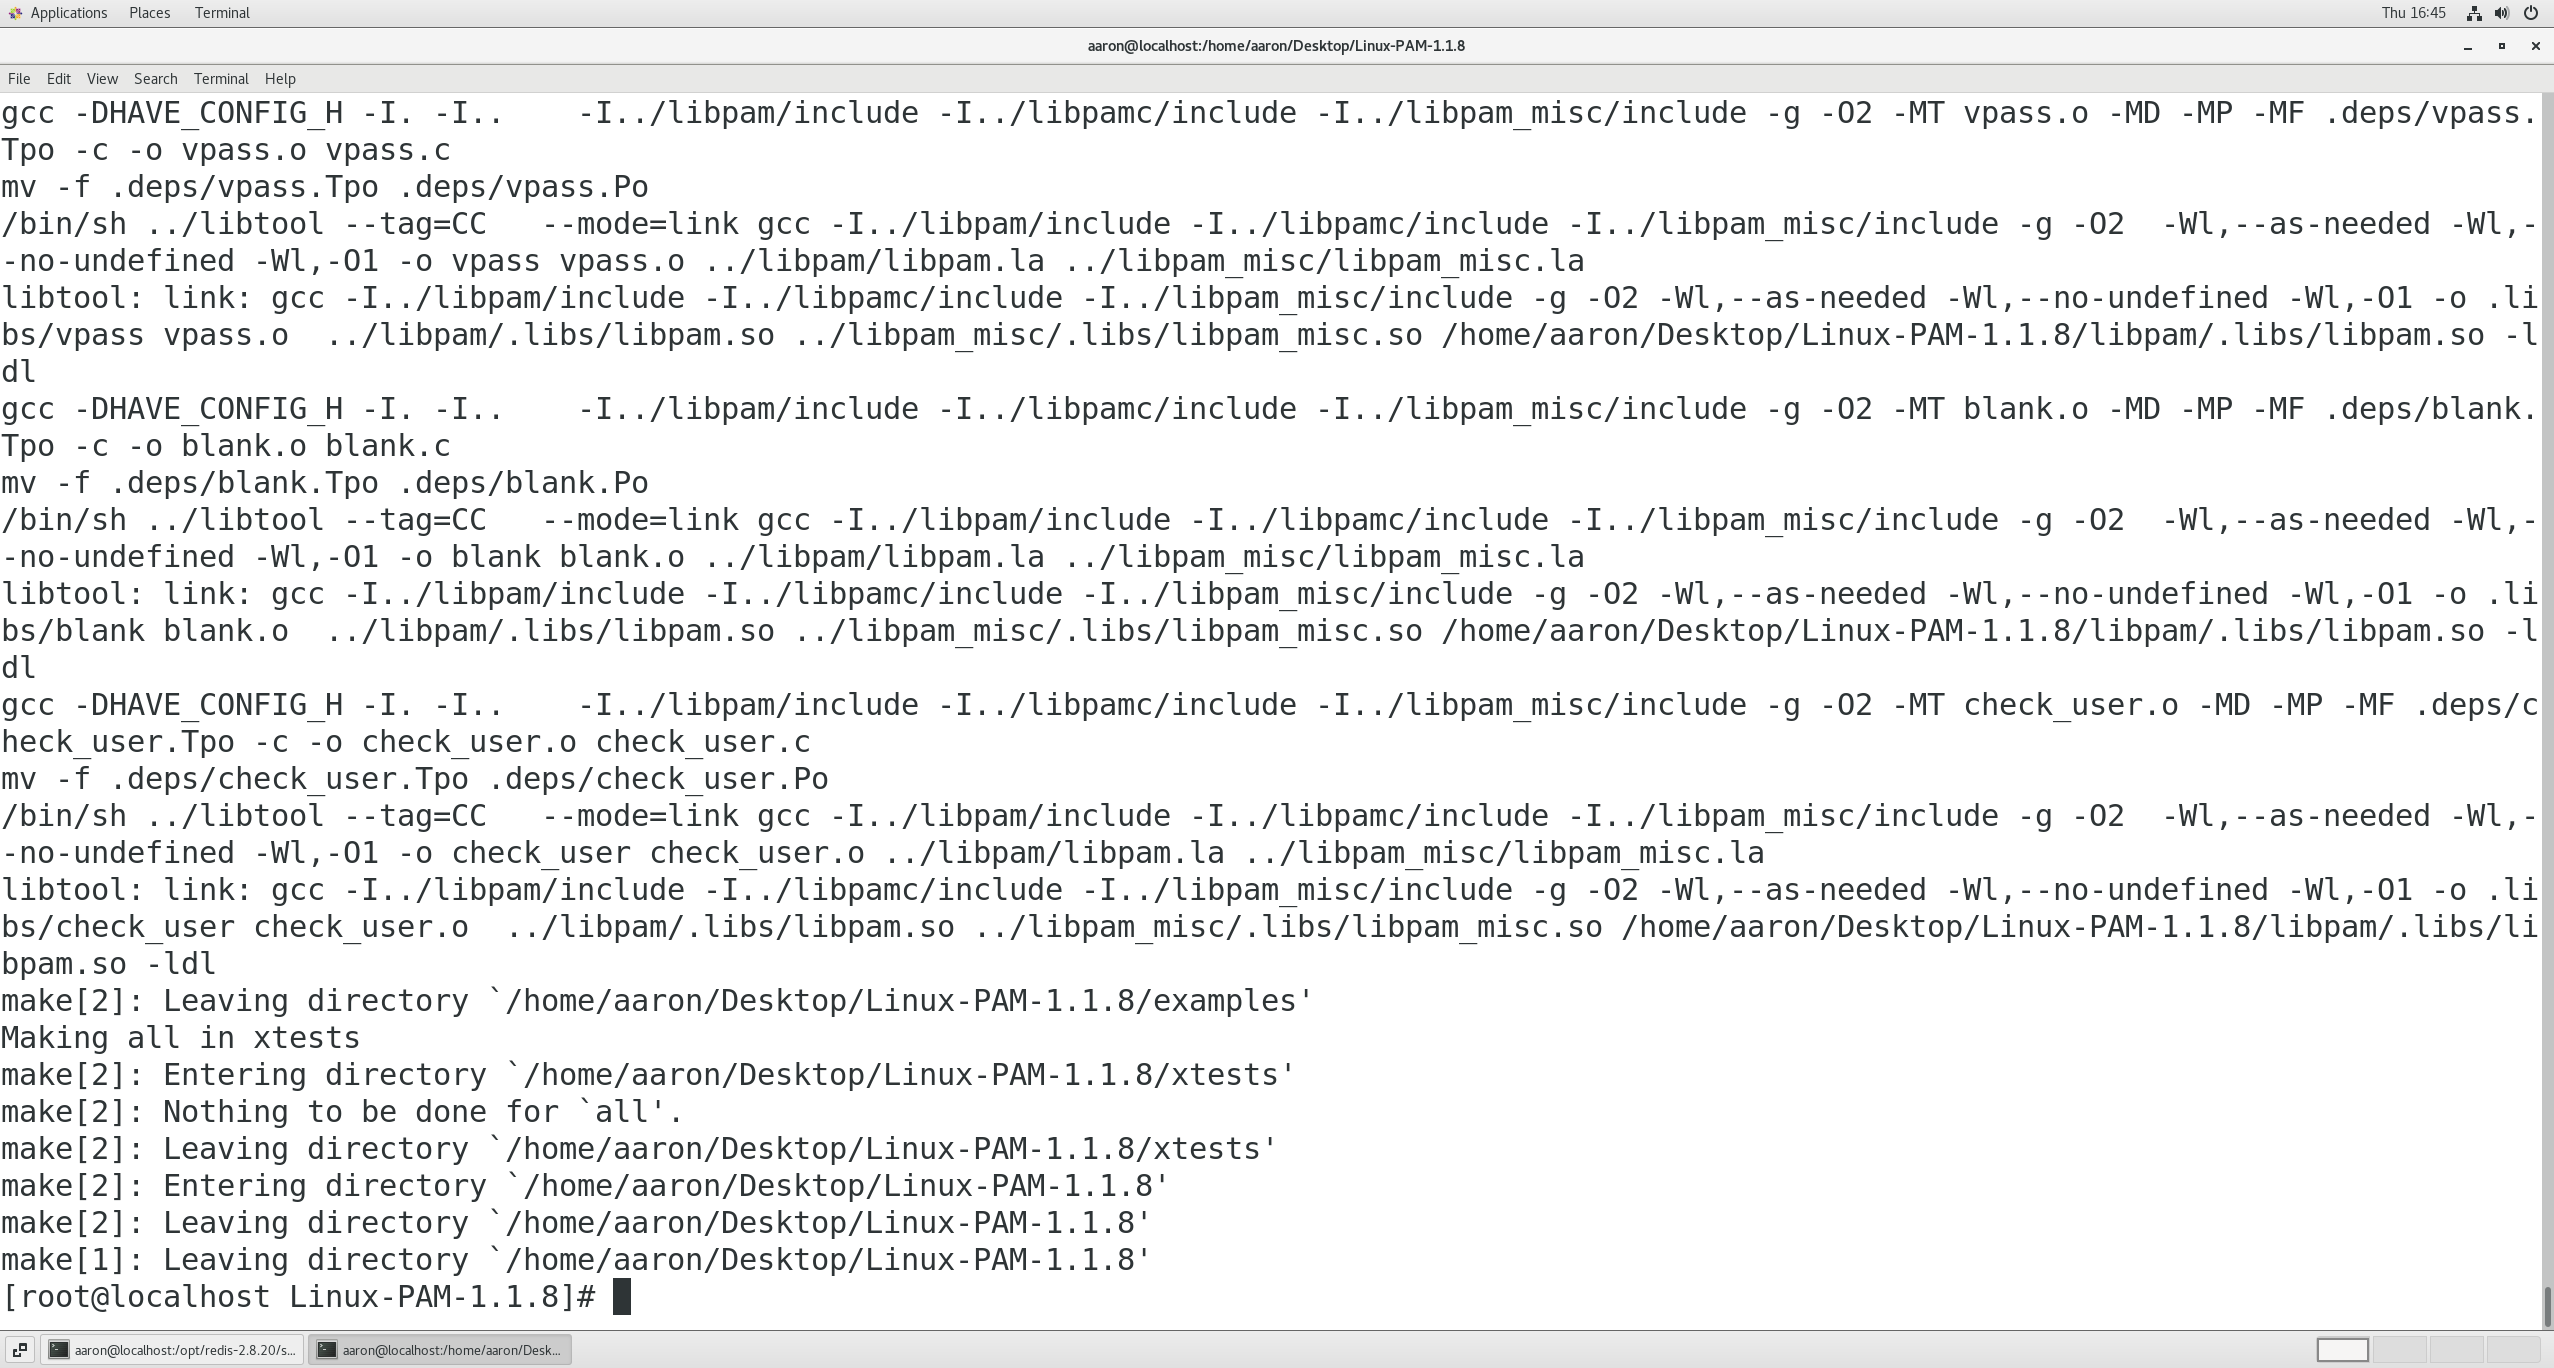 Applications Places Terminal Thu 16:45
aaron@localhost:/home/aaron/Desktop/Linux-PAM-1.1.8
File Edit View Search Terminal Help
gcc -DHAVE_CONFIG_H -I. -I..    -I../libpam/include -I../libpamc/include -I../libpam_misc/include -g -O2 -MT vpass.o -MD -MP -MF .deps/vpass.
Tpo -c -o vpass.o vpass.c
mv -f .deps/vpass.Tpo .deps/vpass.Po
/bin/sh ../libtool --tag=CC   --mode=link gcc -I../libpam/include -I../libpamc/include -I../libpam_misc/include -g -O2  -Wl,--as-needed -Wl,-
-no-undefined -Wl,-O1 -o vpass vpass.o ../libpam/libpam.la ../libpam_misc/libpam_misc.la
libtool: link: gcc -I../libpam/include -I../libpamc/include -I../libpam_misc/include -g -O2 -Wl,--as-needed -Wl,--no-undefined -Wl,-O1 -o .li
bs/vpass vpass.o  ../libpam/.libs/libpam.so ../libpam_misc/.libs/libpam_misc.so /home/aaron/Desktop/Linux-PAM-1.1.8/libpam/.libs/libpam.so -l
dl
gcc -DHAVE_CONFIG_H -I. -I..    -I../libpam/include -I../libpamc/include -I../libpam_misc/include -g -O2 -MT blank.o -MD -MP -MF .deps/blank.
Tpo -c -o blank.o blank.c
mv -f .deps/blank.Tpo .deps/blank.Po
/bin/sh ../libtool --tag=CC   --mode=link gcc -I../libpam/include -I../libpamc/include -I../libpam_misc/include -g -O2  -Wl,--as-needed -Wl,-
-no-undefined -Wl,-O1 -o blank blank.o ../libpam/libpam.la ../libpam_misc/libpam_misc.la
libtool: link: gcc -I../libpam/include -I../libpamc/include -I../libpam_misc/include -g -O2 -Wl,--as-needed -Wl,--no-undefined -Wl,-O1 -o .li
bs/blank blank.o  ../libpam/.libs/libpam.so ../libpam_misc/.libs/libpam_misc.so /home/aaron/Desktop/Linux-PAM-1.1.8/libpam/.libs/libpam.so -l
dl
gcc -DHAVE_CONFIG_H -I. -I..    -I../libpam/include -I../libpamc/include -I../libpam_misc/include -g -O2 -MT check_user.o -MD -MP -MF .deps/c
heck_user.Tpo -c -o check_user.o check_user.c
mv -f .deps/check_user.Tpo .deps/check_user.Po
/bin/sh ../libtool --tag=CC   --mode=link gcc -I../libpam/include -I../libpamc/include -I../libpam_misc/include -g -O2  -Wl,--as-needed -Wl,-
-no-undefined -Wl,-O1 -o check_user check_user.o ../libpam/libpam.la ../libpam_misc/libpam_misc.la
libtool: link: gcc -I../libpam/include -I../libpamc/include -I../libpam_misc/include -g -O2 -Wl,--as-needed -Wl,--no-undefined -Wl,-O1 -o .li
bs/check_user check_user.o  ../libpam/.libs/libpam.so ../libpam_misc/.libs/libpam_misc.so /home/aaron/Desktop/Linux-PAM-1.1.8/libpam/.libs/li
bpam.so -ldl
make[2]: Leaving directory `/home/aaron/Desktop/Linux-PAM-1.1.8/examples'
Making all in xtests
make[2]: Entering directory `/home/aaron/Desktop/Linux-PAM-1.1.8/xtests'
make[2]: Nothing to be done for `all'.
make[2]: Leaving directory `/home/aaron/Desktop/Linux-PAM-1.1.8/xtests'
make[2]: Entering directory `/home/aaron/Desktop/Linux-PAM-1.1.8'
make[2]: Leaving directory `/home/aaron/Desktop/Linux-PAM-1.1.8'
make[1]: Leaving directory `/home/aaron/Desktop/Linux-PAM-1.1.8'
[root@localhost Linux-PAM-1.1.8]#
aaron@localhost:/opt/redis-2.8.20/s... aaron@localhost:/home/aaron/Desk...